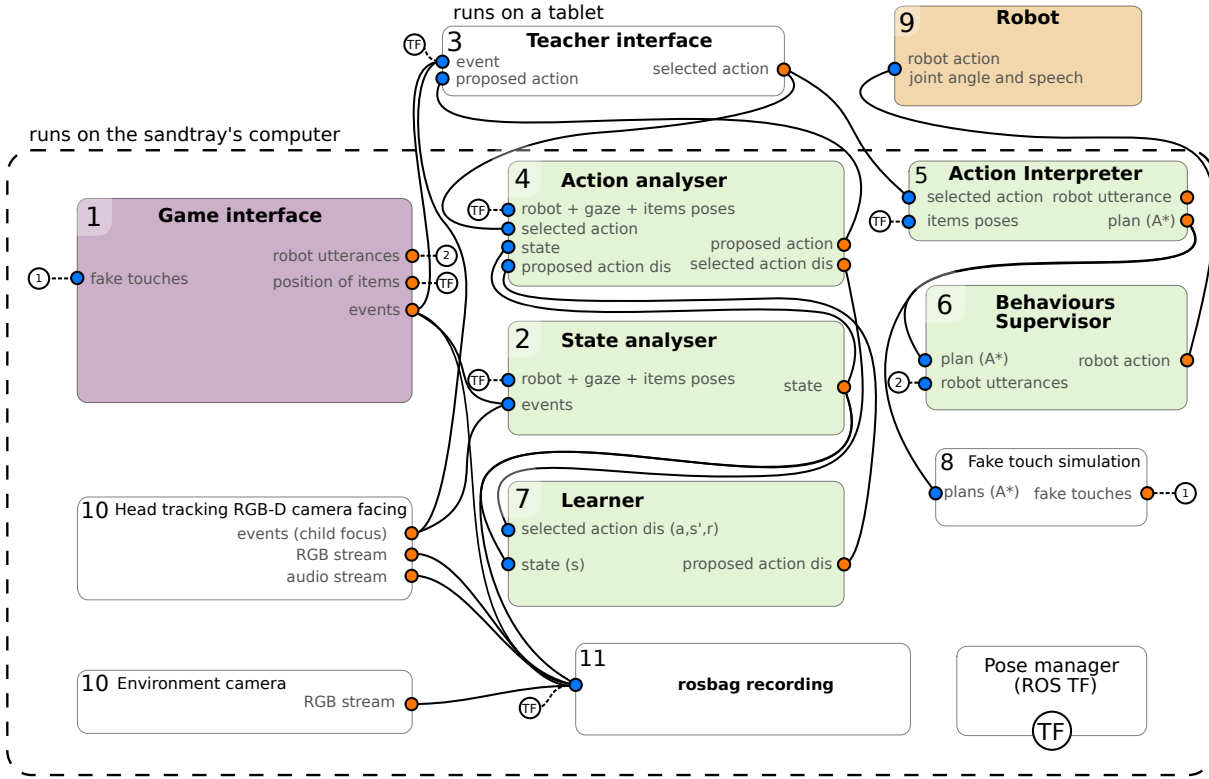 runs on a tablet
TF
3
Teacher interface
event
proposed action
selected action
9
Robot
robot action
joint angle and speech
runs on the sandtray's computer
1
Game interface
1
fake touches
robot utterances
2
position of items
TF
events
4
Action analyser
TF
robot + gaze + items poses
selected action
state
proposed action dis
proposed action
selected action dis
5
Action Interpreter
selected action
robot utterance
TF
items poses
plan (A*)
2
State analyser
TF
robot + gaze + items poses
events
state
6
Behaviours
Supervisor
plan (A*)
2
robot utterances
robot action
8
Fake touch simulation
plans (A*)
fake touches
1
10
Head tracking RGB-D camera facing
events (child focus)
RGB stream
audio stream
7
Learner
selected action dis (a,s',r)
state (s)
proposed action dis
10
Environment camera
RGB stream
11
rosbag recording
TF
Pose manager
(ROS TF)
TF